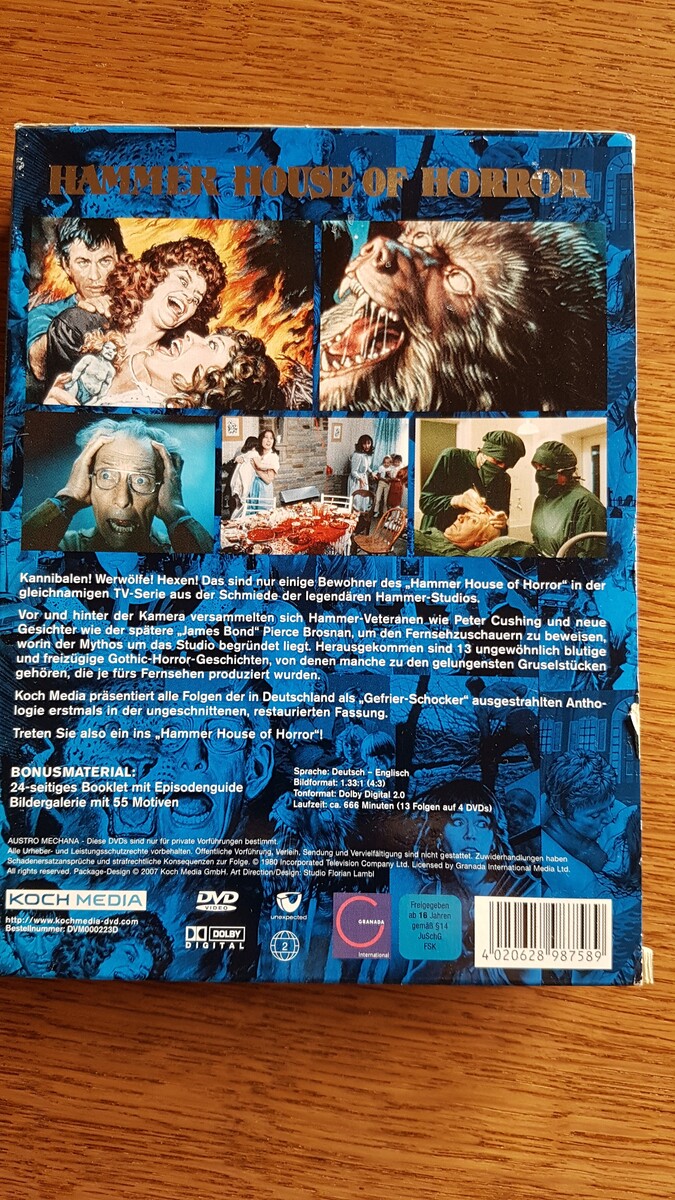 HAMMER HOUSE OF HORROR
Kannibalen! Werwölfe! Hexen! Das sind nur einige Bewohner des „Hammer House of Horror“ in der
gleichnamigen TV-Serie aus der Schmiede der legendären Hammer-Studios.
Vor und hinter der Kamera versammelten sich Hammer-Veteranen wie Peter Cushing und neue
Gesichter wie der spätere „James Bond“ Pierce Brosnan, um den Fernsehzuschauern zu beweisen,
worin der Mythos um das Studio begründet liegt. Herausgekommen sind 13 ungewöhnlich blutige
und freizügige Gothic-Horror-Geschichten, von denen manche zu den gelungensten Gruselstücken
gehören, die je fürs Fernsehen produziert wurden.
Koch Media präsentiert alle Folgen der in Deutschland als „Gefrier-Schocker“ ausgestrahlten Antho-
logie erstmals in der ungeschnittenen, restaurierten Fassung.
Treten Sie also ein ins „Hammer House of Horror“!
BONUSMATERIAL:
24-seitiges Booklet mit Episodenguide
Bildergalerie mit 55 Motiven
Sprache: Deutsch – Englisch
Bildformat: 1.33:1 (4:3)
Tonformat: Dolby Digital 2.0
Laufzeit: ca. 666 Minuten (13 Folgen auf 4 DVDs)
AUSTRO MECHANA - Diese DVDs sind nur für private Vorführungen bestimmt.
Alle Urheber- und Leistungsschutzrechte vorbehalten. Öffentliche Vorführung, Verleih, Sendung und Vervielfältigung sind nicht gestattet. Zuwiderhandlungen haben
Schadenersatzansprüche und strafrechtliche Konsequenzen zur Folge. © 1980 Incorporated Television Company Ltd. Licensed by Granada International Media Ltd.
All rights reserved. Package-Design © 2007 Koch Media GmbH. Art Direction/Design: Studio Florian Lambl
KOCH MEDIA
http://www.kochmedia-dvd.com
Bestellnummer: DVM000223D
DVD
VIDEO
DOLBY
DIGITAL
unexpected
2
GRANADA
International
Freigegeben
ab 16 Jahren
gemäß §14
JuSchG
FSK
4 020628 987589